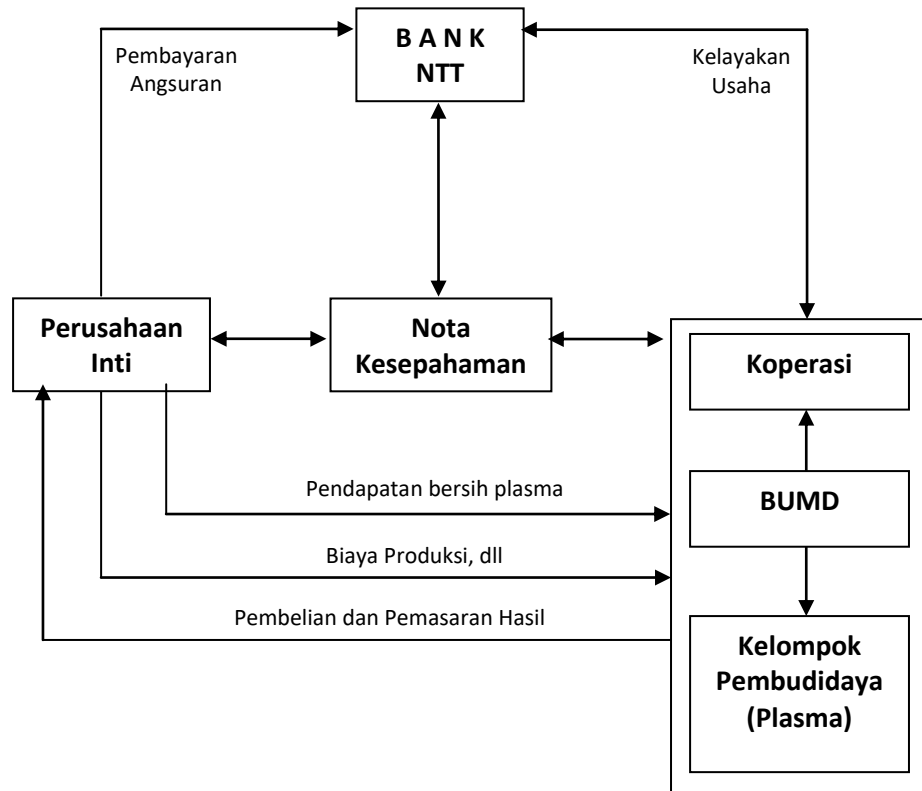 B A N K
NTT
Pembayaran
Angsuran
Kelayakan
Usaha
Perusahaan
Inti
Nota
Kesepahaman
Koperasi
BUMD
Pendapatan bersih plasma
Biaya Produksi, dll
Pembelian dan Pemasaran Hasil
Kelompok
Pembudidaya
(Plasma)